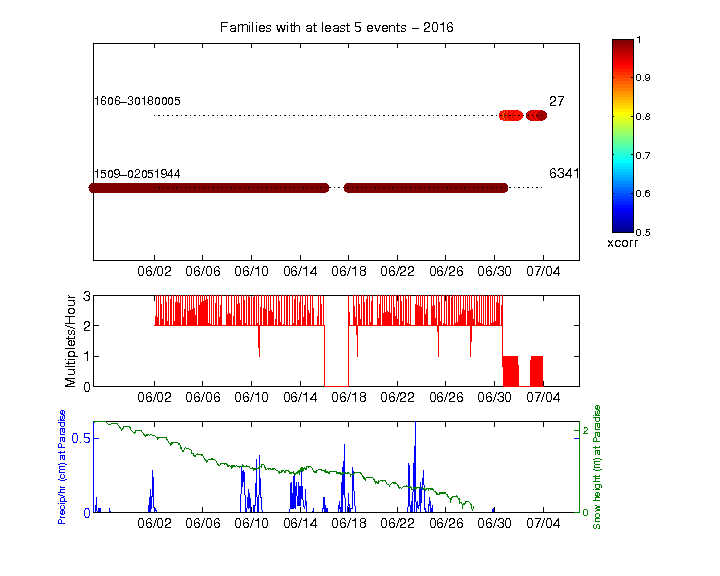 Families with at least 5 events − 2016
1606−30180005
27
1509−02051944
6341
06/02 06/06 06/10 06/14 06/18 06/22 06/26 06/30 07/04
1
0.9
0.8
0.7
0.6
0.5
xcorr
Multiplets/Hour
3
2
1
0
06/02 06/06 06/10 06/14 06/18 06/22 06/26 06/30 07/04
Precip/hr (cm) at Paradise
0.5
0
2
0
Snow height (m) at Paradise
06/02 06/06 06/10 06/14 06/18 06/22 06/26 06/30 07/04